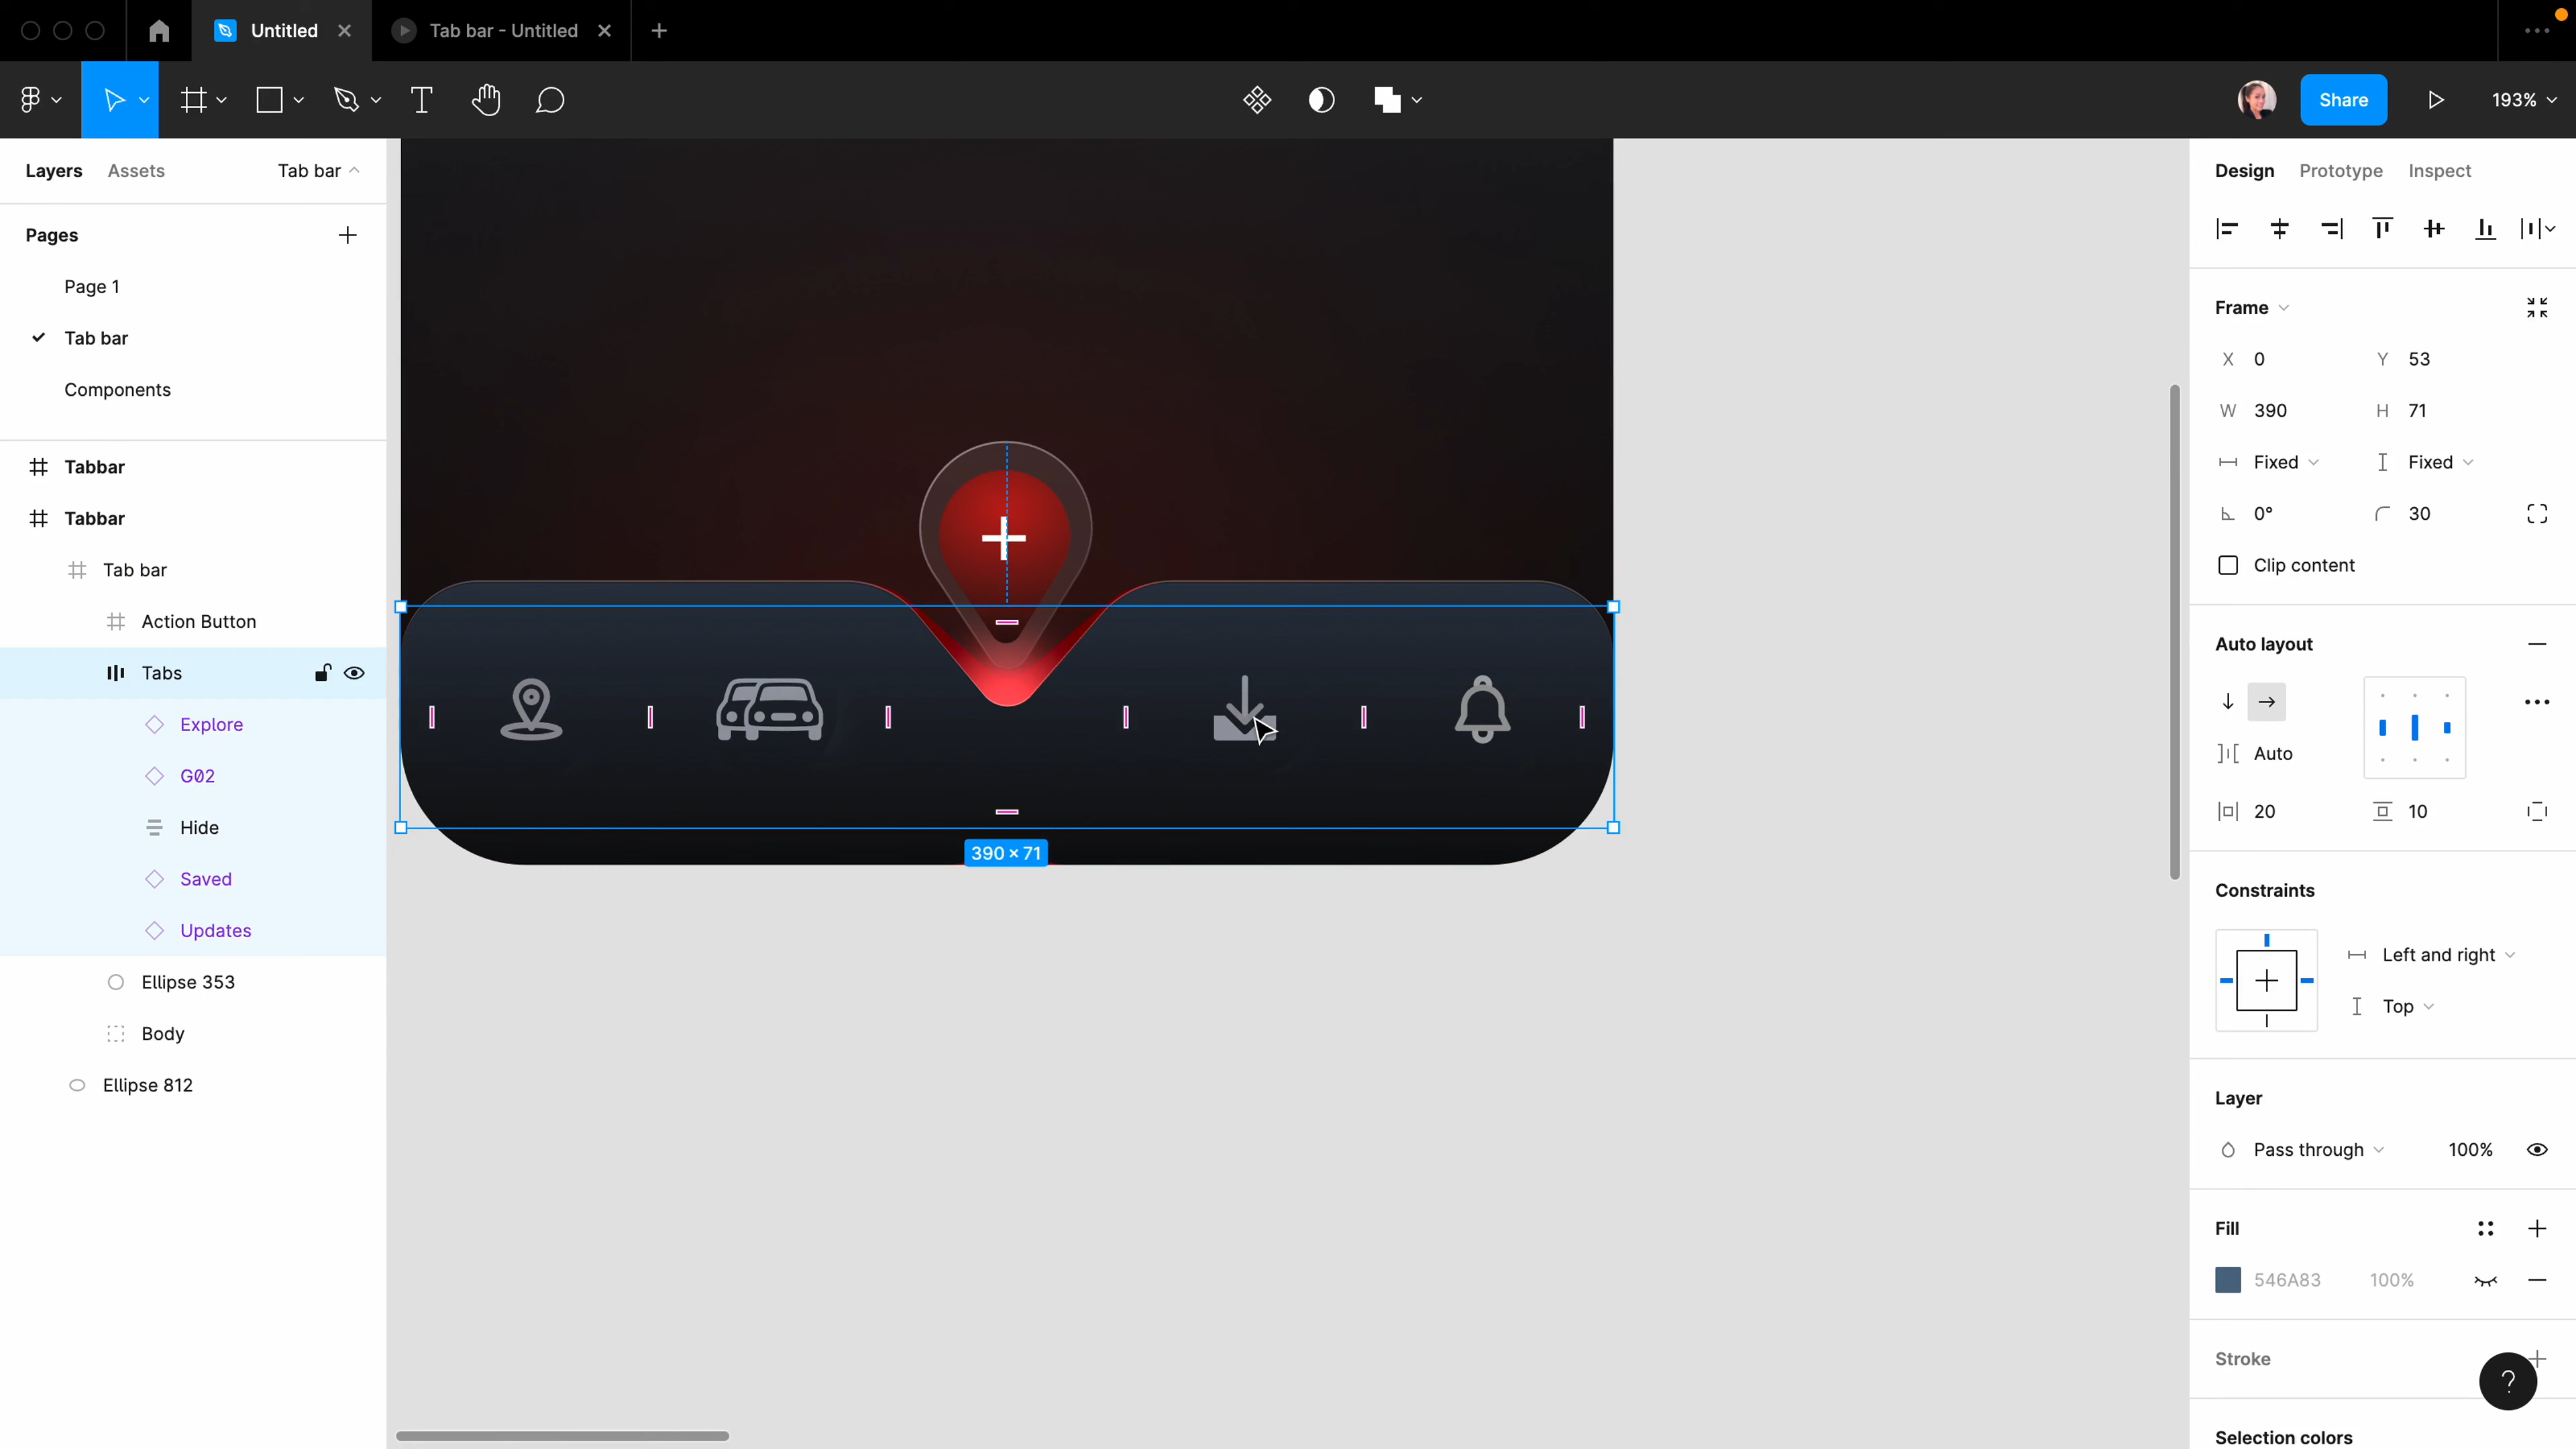 Untitled
Tab bar - Untitled
Share
193%
Layers Assets Tab bar
Pages
Page 1
Tab bar
Components
Tabbar
Tabbar
Tab bar
Action Button
Tabs
Explore
G02
Hide
Saved
Updates
Ellipse 353
Body
Ellipse 812
390 × 71
Design Prototype Inspect
Frame
X 0 Y 53
W 390 H 71
Fixed Fixed
0° 30
Clip content
Auto layout
Auto
20 10
Constraints
Left and right
Top
Layer
Pass through 100%
Fill
546A83 100%
Stroke
?
Selection colors